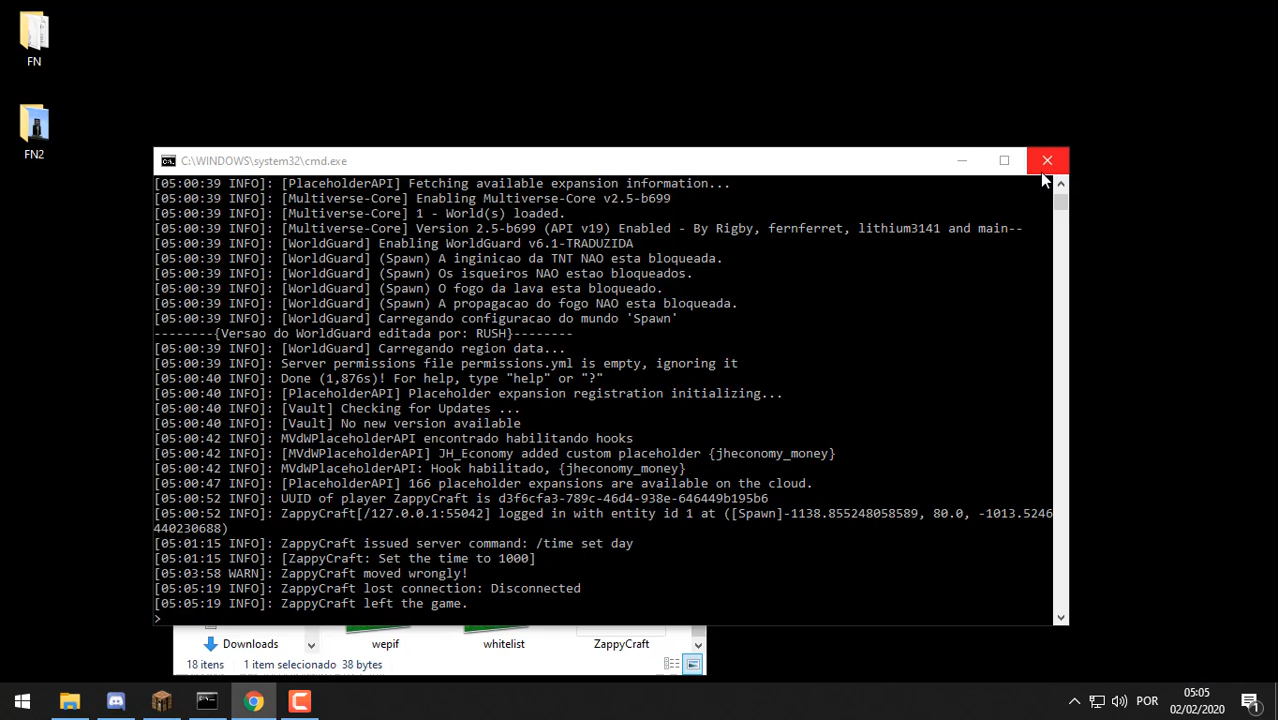 FN
FN2
C:\WINDOWS\system32\cmd.exe
[05:00:39 INFO]: [PlaceholderAPI] Fetching available expansion information...
[05:00:39 INFO]: [Multiverse-Core] Enabling Multiverse-Core v2.5-b699
[05:00:39 INFO]: [Multiverse-Core] 1 - World(s) loaded.
[05:00:39 INFO]: [Multiverse-Core] Version 2.5-b699 (API v19) Enabled - By Rigby, fernferret, lithium3141 and main--
[05:00:39 INFO]: [WorldGuard] Enabling WorldGuard v6.1-TRADUZIDA
[05:00:39 INFO]: [WorldGuard] (Spawn) A inginicao da TNT NAO esta bloqueada.
[05:00:39 INFO]: [WorldGuard] (Spawn) Os isqueiros NAO estao bloqueados.
[05:00:39 INFO]: [WorldGuard] (Spawn) O fogo da lava esta bloqueado.
[05:00:39 INFO]: [WorldGuard] (Spawn) A propagacao do fogo NAO esta bloqueada.
[05:00:39 INFO]: [WorldGuard] Carregando configuracao do mundo 'Spawn'
--------{Versao do WorldGuard editada por: RUSH}--------
[05:00:39 INFO]: [WorldGuard] Carregando region data...
[05:00:39 INFO]: Server permissions file permissions.yml is empty, ignoring it
[05:00:40 INFO]: Done (1,876s)! For help, type "help" or "?"
[05:00:40 INFO]: [PlaceholderAPI] Placeholder expansion registration initializing...
[05:00:40 INFO]: [Vault] Checking for Updates ...
[05:00:40 INFO]: [Vault] No new version available
[05:00:42 INFO]: MVdWPlaceholderAPI encontrado habilitando hooks
[05:00:42 INFO]: [MVdWPlaceholderAPI] JH_Economy added custom placeholder {jheconomy_money}
[05:00:42 INFO]: MVdWPlaceholderAPI: Hook habilitado, {jheconomy_money}
[05:00:47 INFO]: [PlaceholderAPI] 166 placeholder expansions are available on the cloud.
[05:00:52 INFO]: UUID of player ZappyCraft is d3f6cfa3-789c-46d4-938e-646449b195b6
[05:00:52 INFO]: ZappyCraft[/127.0.0.1:55042] logged in with entity id 1 at ([Spawn]-1138.855248058589, 80.0, -1013.5246
440230688)
[05:01:15 INFO]: ZappyCraft issued server command: /time set day
[05:01:15 INFO]: [ZappyCraft: Set the time to 1000]
[05:03:58 WARN]: ZappyCraft moved wrongly!
[05:05:19 INFO]: ZappyCraft lost connection: Disconnected
[05:05:19 INFO]: ZappyCraft left the game.
>
Downloads
wepif
whitelist
ZappyCraft
18 itens
1 item selecionado 38 bytes
POR
05:05
02/02/2020
1